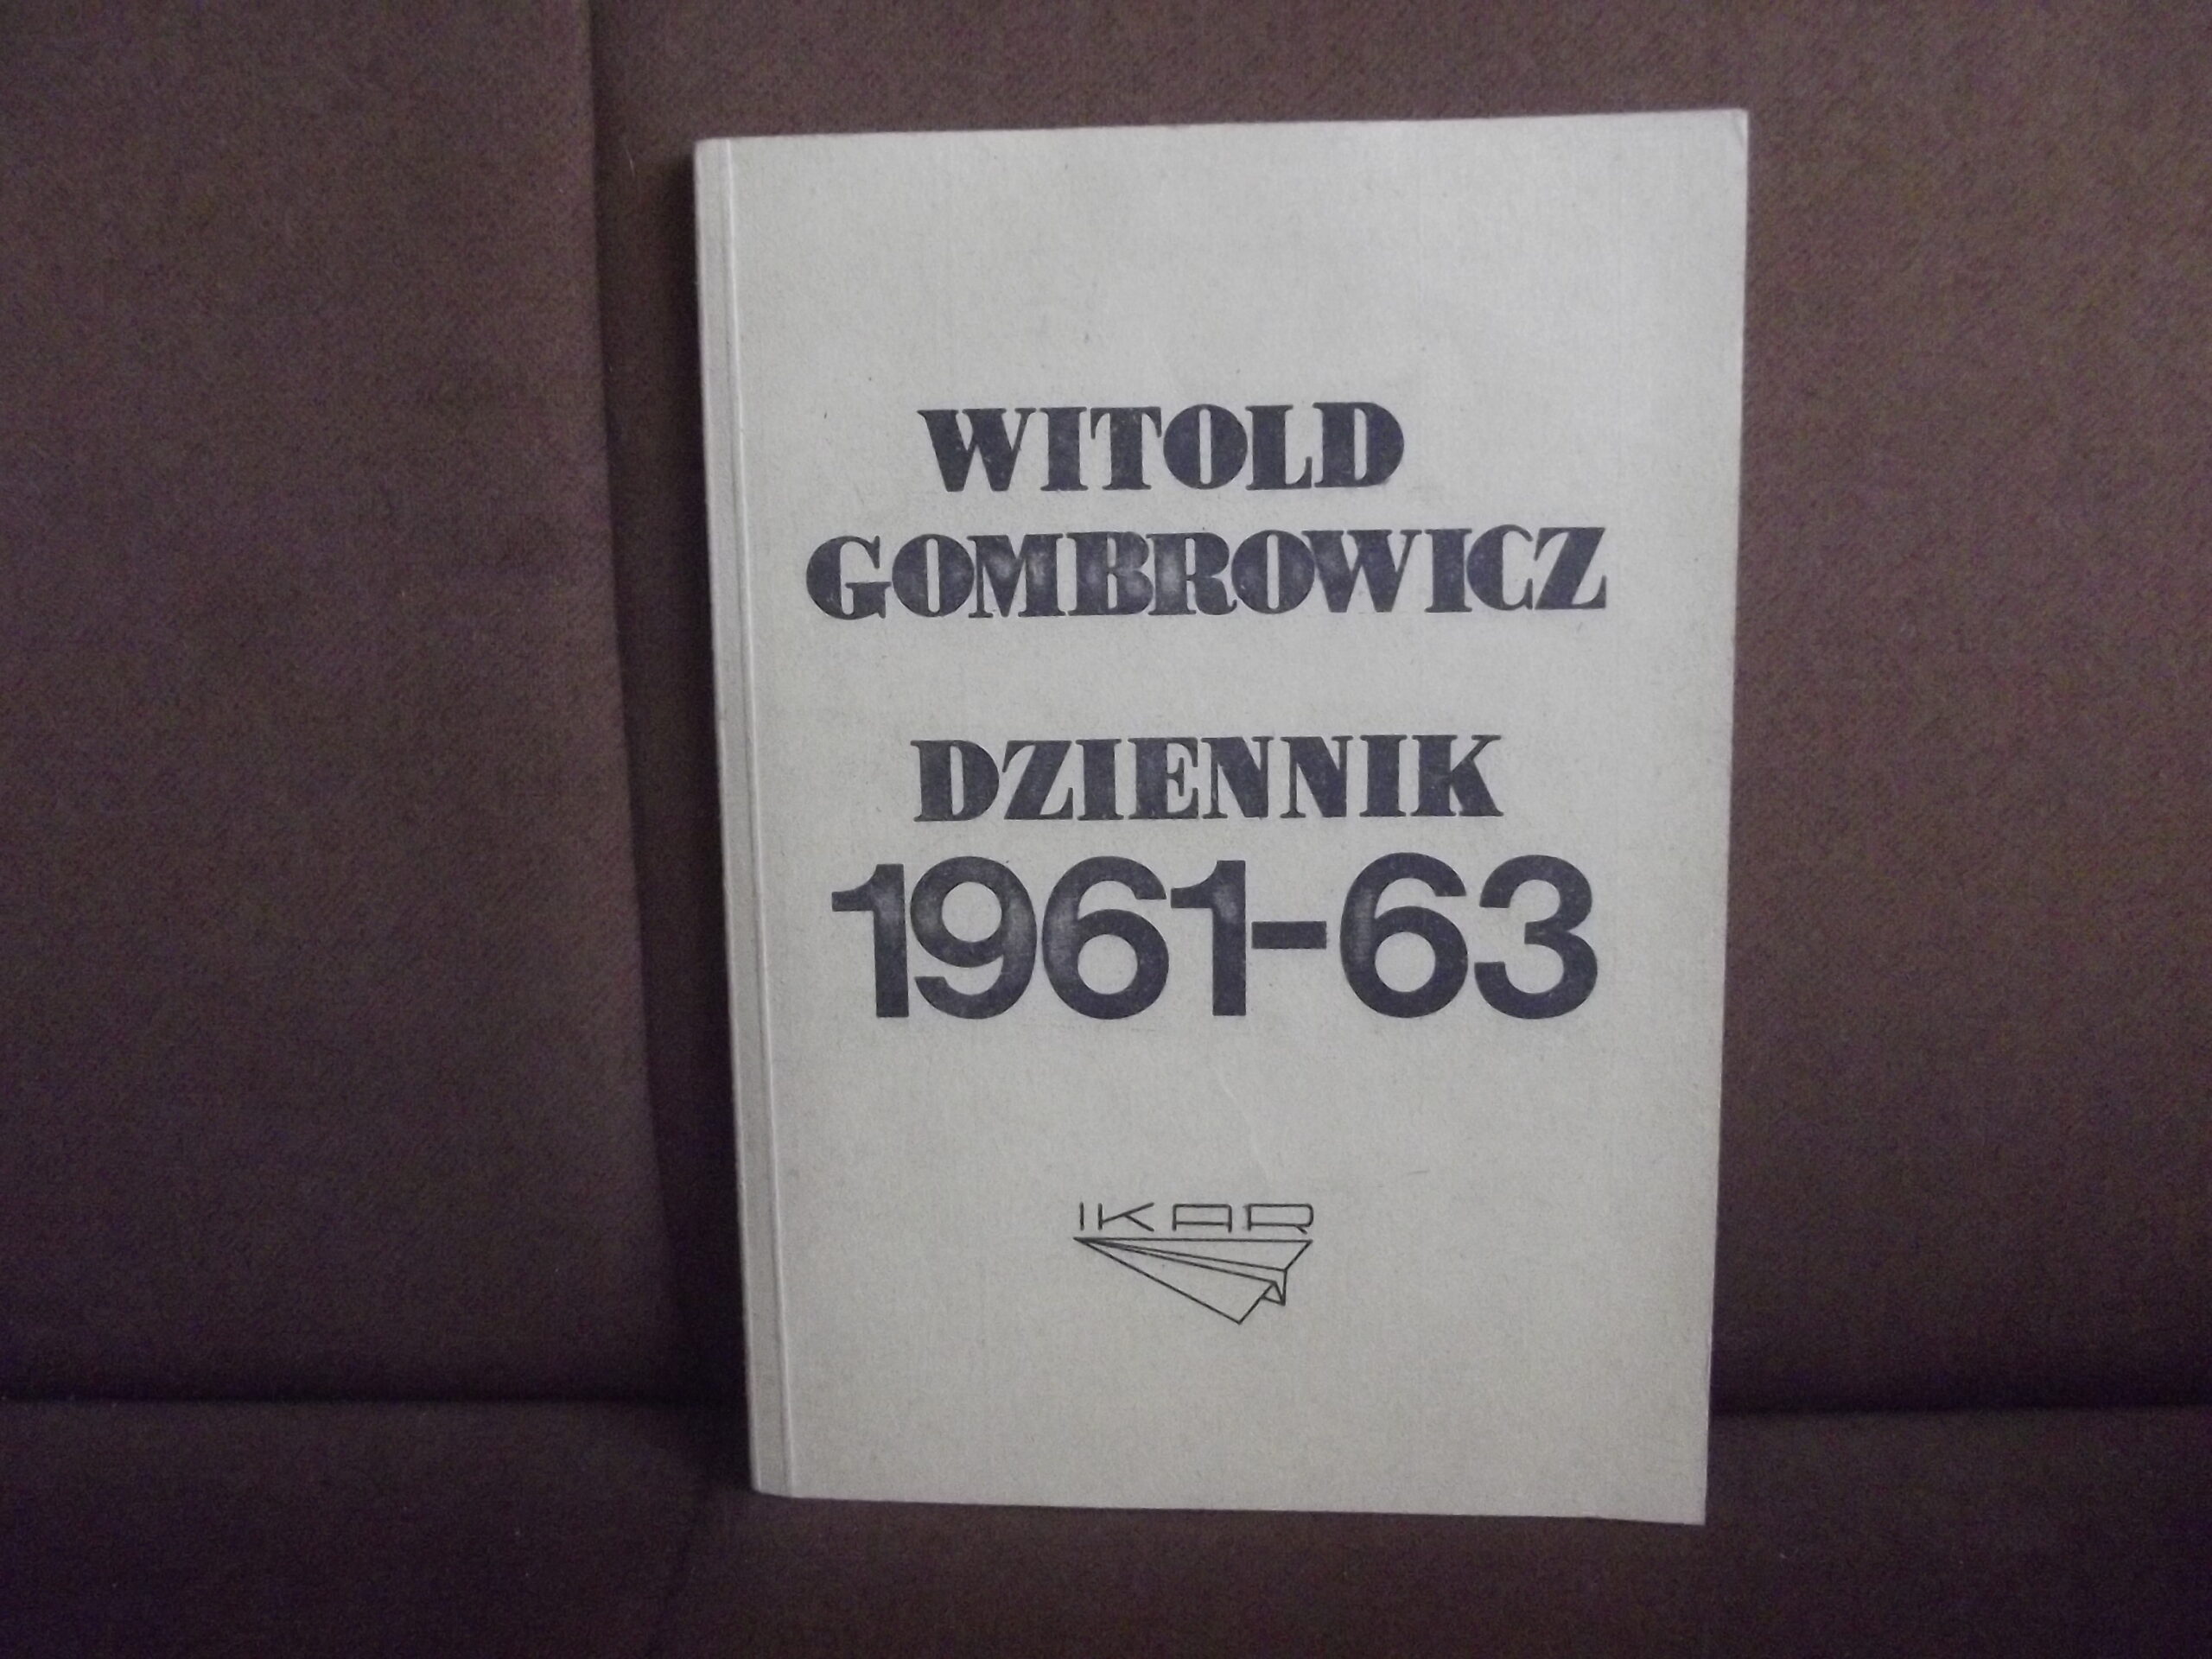 WITOLD
GOMBROWICZ
DZIENNIK
1961-63
IKAR